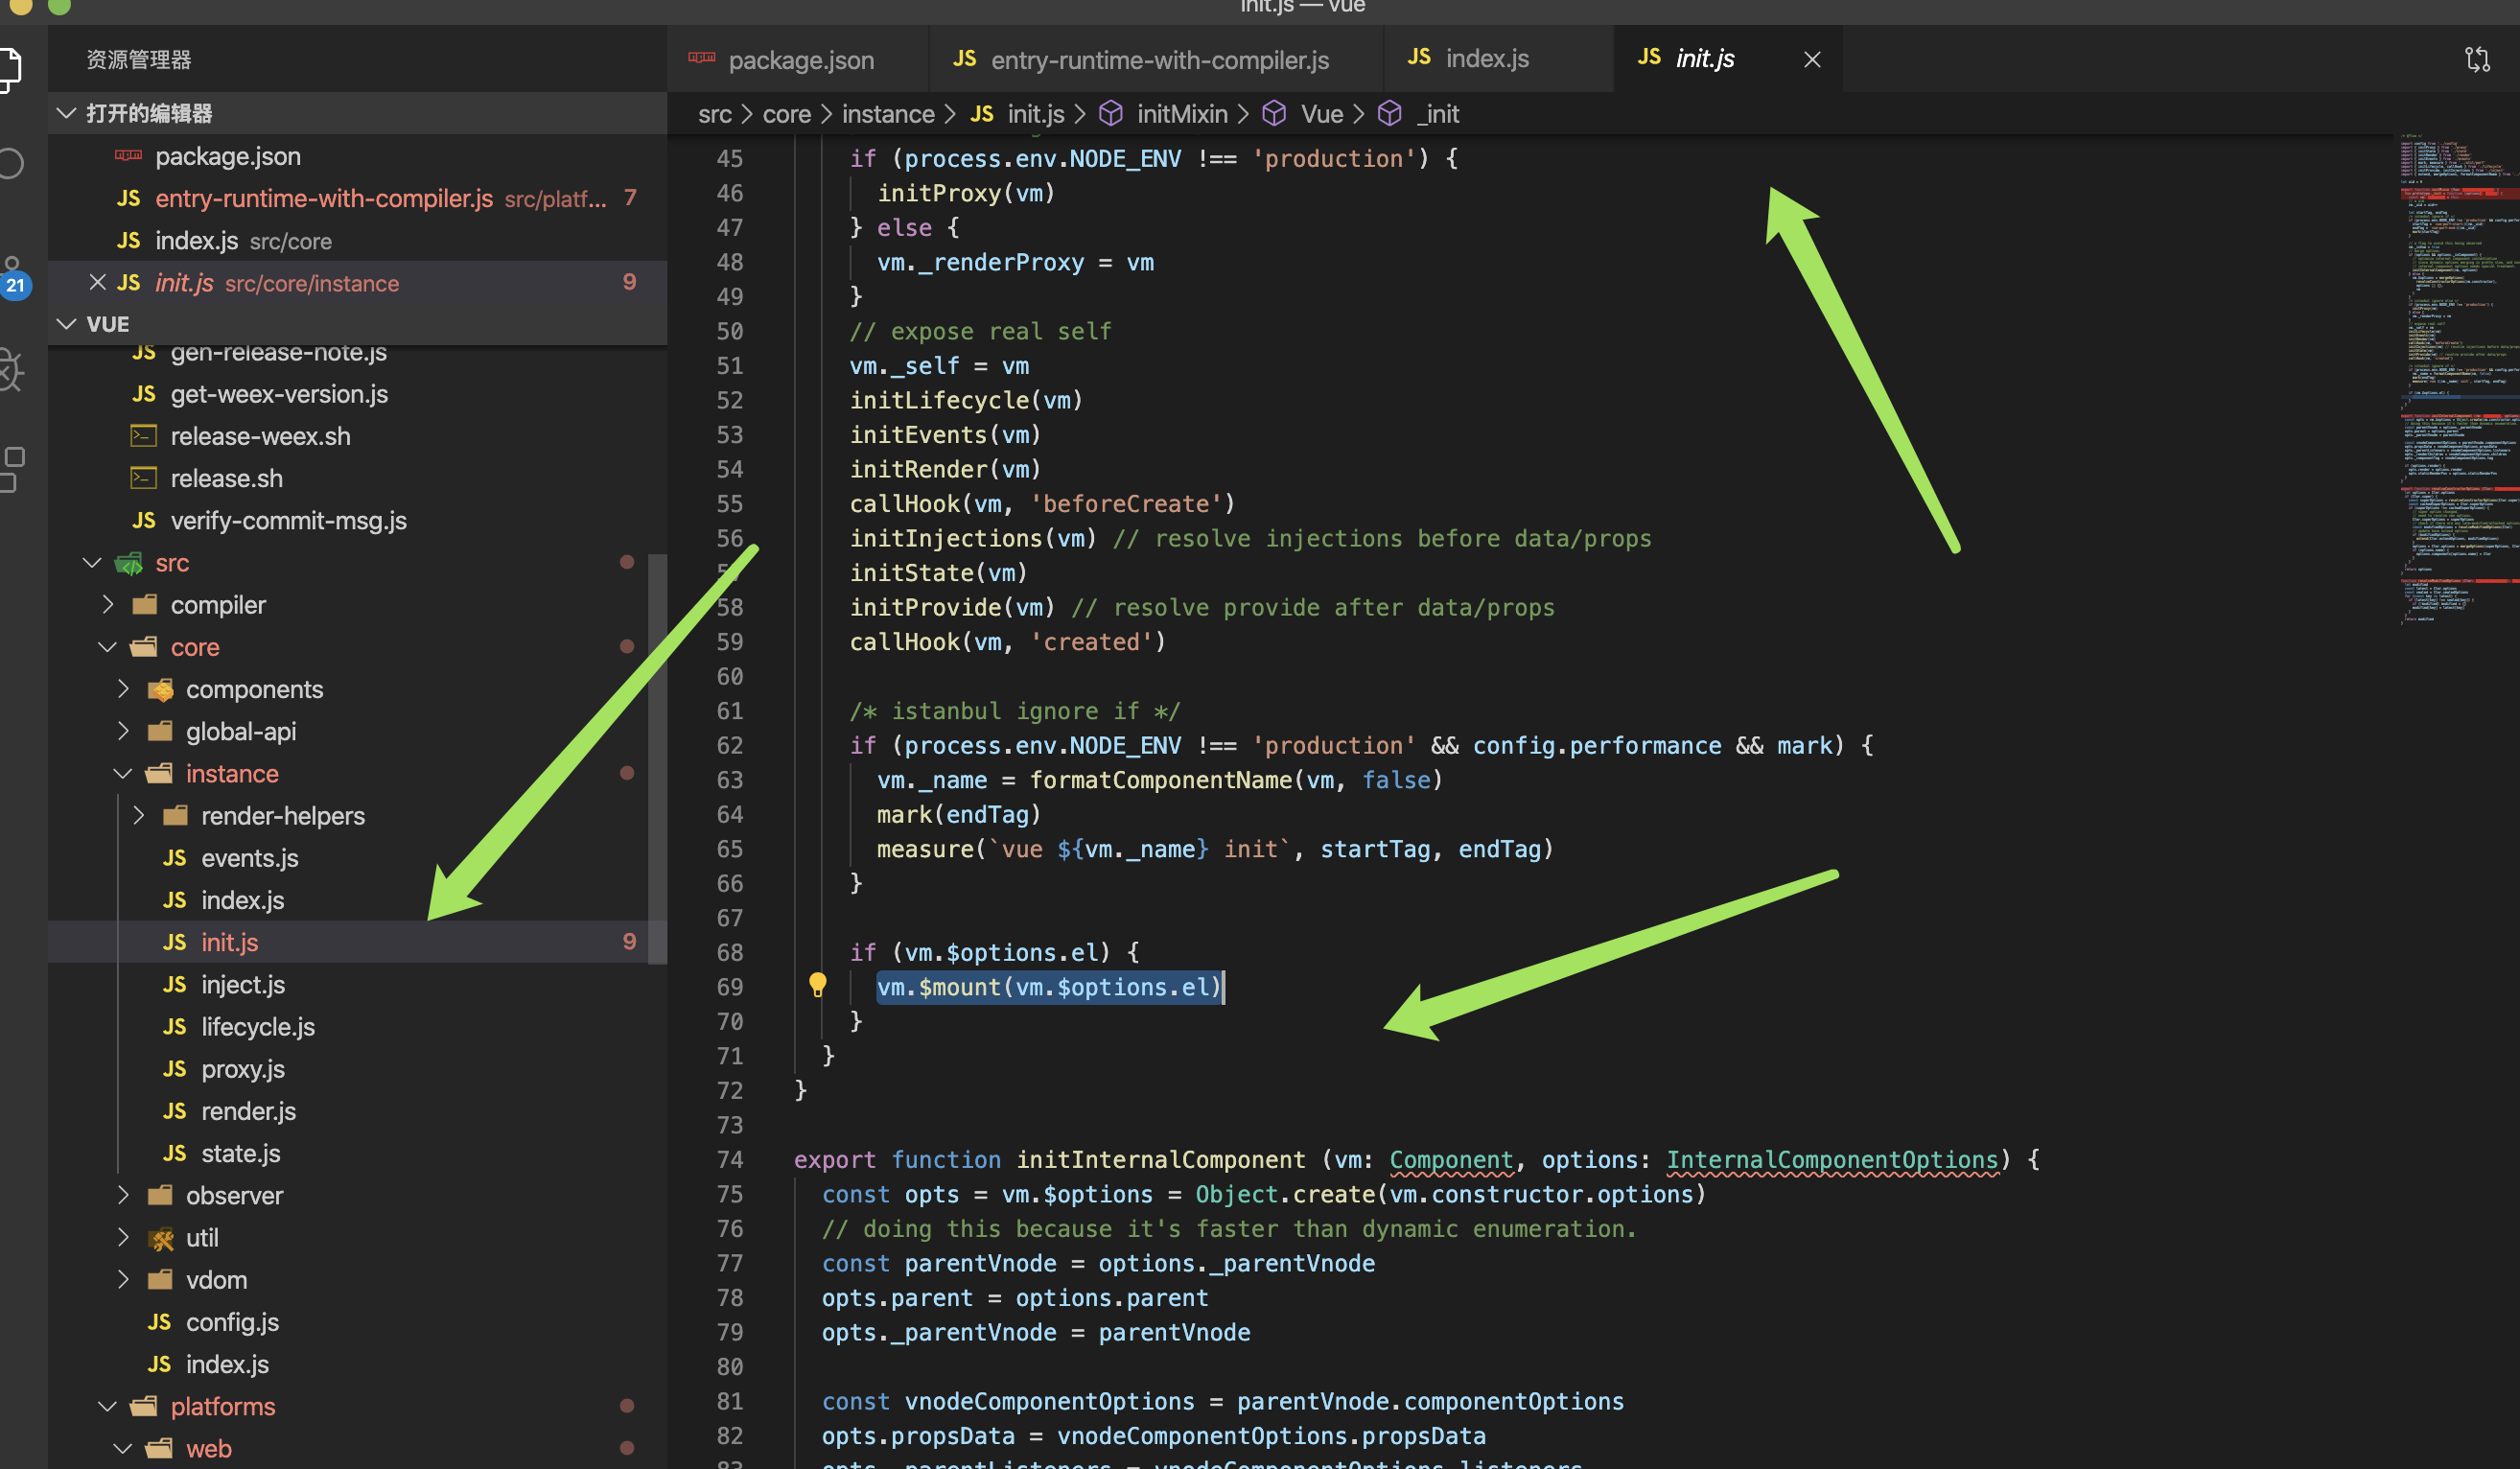 init.js — vue
资源管理器
打开的编辑器
package.json
JS entry-runtime-with-compiler.js src/platf... 7
JS index.js src/core
JS init.js src/core/instance 9
21
VUE
JS gen-release-note.js
JS get-weex-version.js
release-weex.sh
release.sh
JS verify-commit-msg.js
src
compiler
core
components
global-api
instance
render-helpers
JS events.js
JS index.js
JS init.js 9
JS inject.js
JS lifecycle.js
JS proxy.js
JS render.js
JS state.js
observer
util
vdom
JS config.js
JS index.js
platforms
web
package.json
JS entry-runtime-with-compiler.js
JS index.js
JS init.js
src > core > instance > JS init.js > initMixin > Vue > _init
45 if (process.env.NODE_ENV !== 'production') {
46 initProxy(vm)
47 } else {
48 vm._renderProxy = vm
49 }
50 // expose real self
51 vm._self = vm
52 initLifecycle(vm)
53 initEvents(vm)
54 initRender(vm)
55 callHook(vm, 'beforeCreate')
56 initInjections(vm) // resolve injections before data/props
57 initState(vm)
58 initProvide(vm) // resolve provide after data/props
59 callHook(vm, 'created')
60
61 /* istanbul ignore if */
62 if (process.env.NODE_ENV !== 'production' && config.performance && mark) {
63 vm._name = formatComponentName(vm, false)
64 mark(endTag)
65 measure(`vue ${vm._name} init`, startTag, endTag)
66 }
67
68 if (vm.$options.el) {
69 vm.$mount(vm.$options.el)
70 }
71 }
72 }
73
74 export function initInternalComponent (vm: Component, options: InternalComponentOptions) {
75 const opts = vm.$options = Object.create(vm.constructor.options)
76 // doing this because it's faster than dynamic enumeration.
77 const parentVnode = options._parentVnode
78 opts.parent = options.parent
79 opts._parentVnode = parentVnode
80
81 const vnodeComponentOptions = parentVnode.componentOptions
82 opts.propsData = vnodeComponentOptions.propsData
83 opts._parentListeners = vnodeComponentOptions.listeners